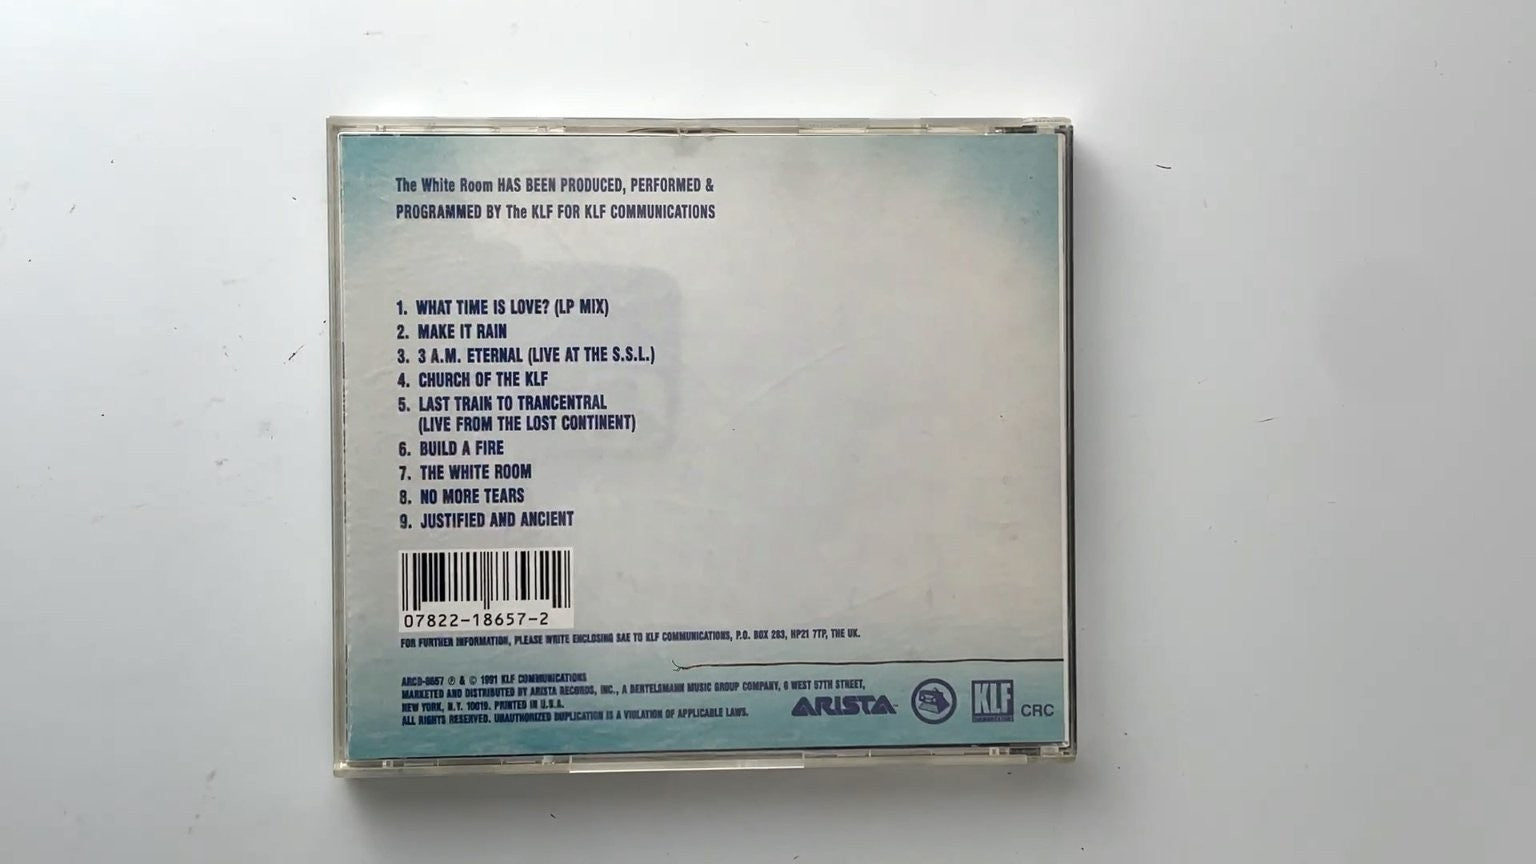 The White Room HAS BEEN PRODUCED, PERFORMED &
PROGRAMMED BY The KLF FOR KLF COMMUNICATIONS
1. WHAT TIME IS LOVE? (LP MIX)
2. MAKE IT RAIN
3. 3 A.M. ETERNAL (LIVE AT THE S.S.L.)
4. CHURCH OF THE KLF
5. LAST TRAIN TO TRANCENTRAL
(LIVE FROM THE LOST CONTINENT)
6. BUILD A FIRE
7. THE WHITE ROOM
8. NO MORE TEARS
9. JUSTIFIED AND ANCIENT
07822-18657-2
FOR FURTHER INFORMATION, PLEASE WRITE ENCLOSING SAE TO KLF COMMUNICATIONS, P.O. BOX 283, HP21 7TP, THE UK.
ARCD-8657 ℗ & © 1991 KLF COMMUNICATIONS
MARKETED AND DISTRIBUTED BY ARISTA RECORDS, INC., A BERTELSMANN MUSIC GROUP COMPANY, 6 WEST 57TH STREET,
NEW YORK, N.Y. 10019. PRINTED IN U.S.A.
ALL RIGHTS RESERVED. UNAUTHORIZED DUPLICATION IS A VIOLATION OF APPLICABLE LAWS.
ARISTA
KLF
COMMUNICATIONS
CRC